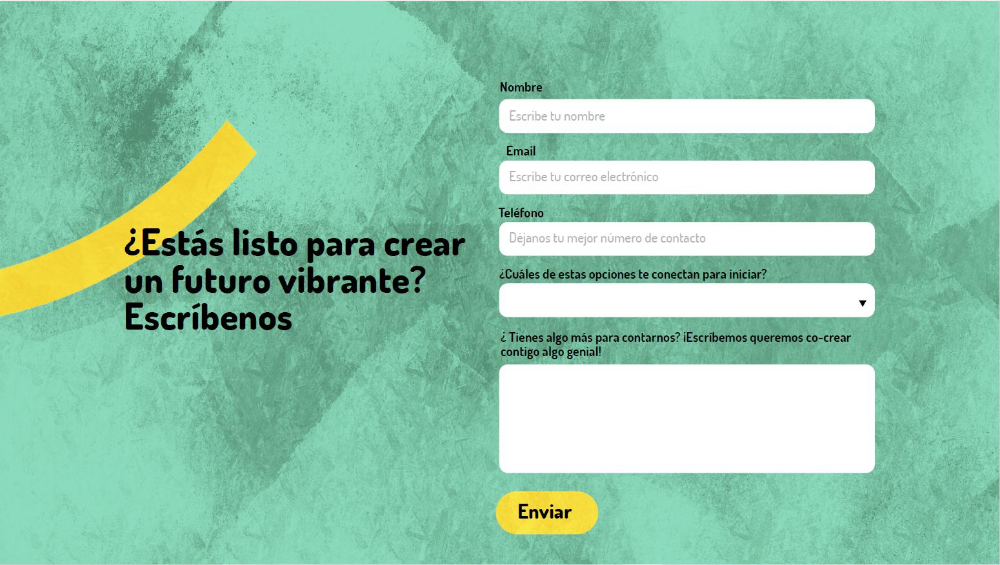 ¿Estás listo para crear
un futuro vibrante?
Escríbenos
Nombre
Escribe tu nombre
Email
Escribe tu correo electrónico
Teléfono
Déjanos tu mejor número de contacto
¿Cuáles de estas opciones te conectan para iniciar?
¿ Tienes algo más para contarnos? ¡Escríbemos queremos co-crear
contigo algo genial!
Enviar